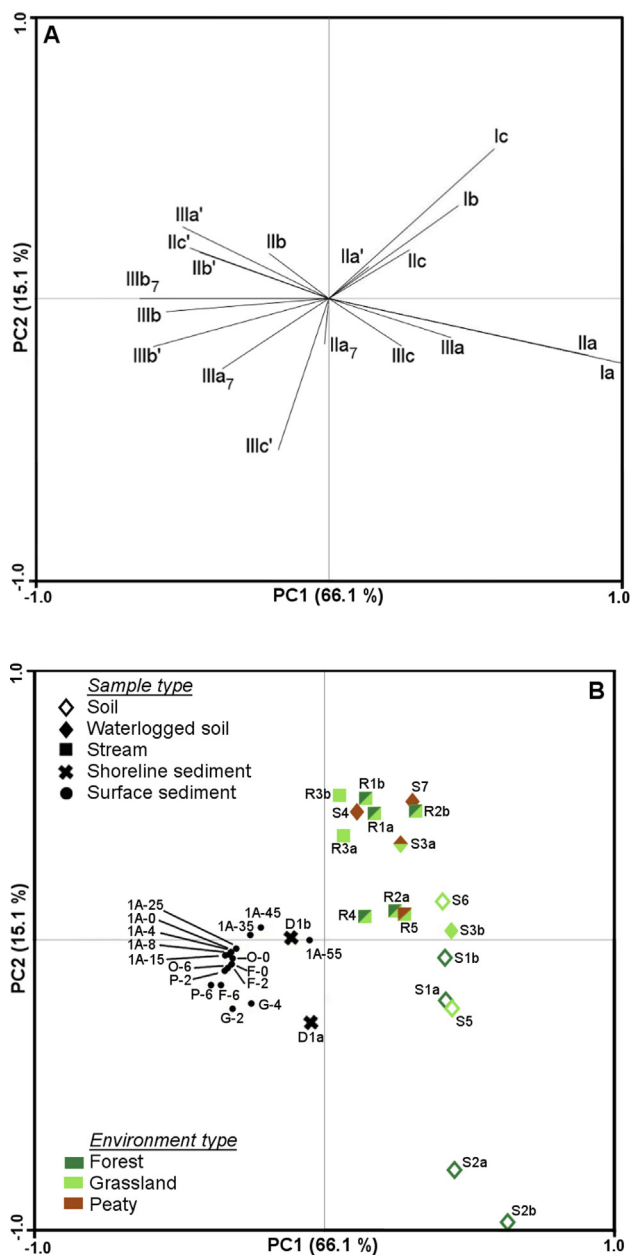 A
1.0
Ic
Ib
IIIa'
IIc'
IIb
IIb'
IIa'
IIc
IIIb7
IIIb
IIIb'
IIIa7
IIa7
IIIc
IIIa
IIa
Ia
IIIc'
PC2 (15.1 %)
-1.0
-1.0
PC1 (66.1 %)
1.0
B
1.0
Sample type
Soil
Waterlogged soil
Stream
Shoreline sediment
Surface sediment
R3b
R1b
S7
S4
R1a
R2b
R3a
S3a
1A-25
1A-0
1A-4
1A-8
1A-15
O-6
P-2
P-6
F-6
G-2
G-4
O-0
F-0
F-2
1A-45
1A-35
D1b
1A-55
D1a
R4
R2a
R5
S6
S3b
S1b
S1a
S5
S2a
S2b
PC2 (15.1 %)
Environment type
Forest
Grassland
Peaty
-1.0
-1.0
PC1 (66.1 %)
1.0